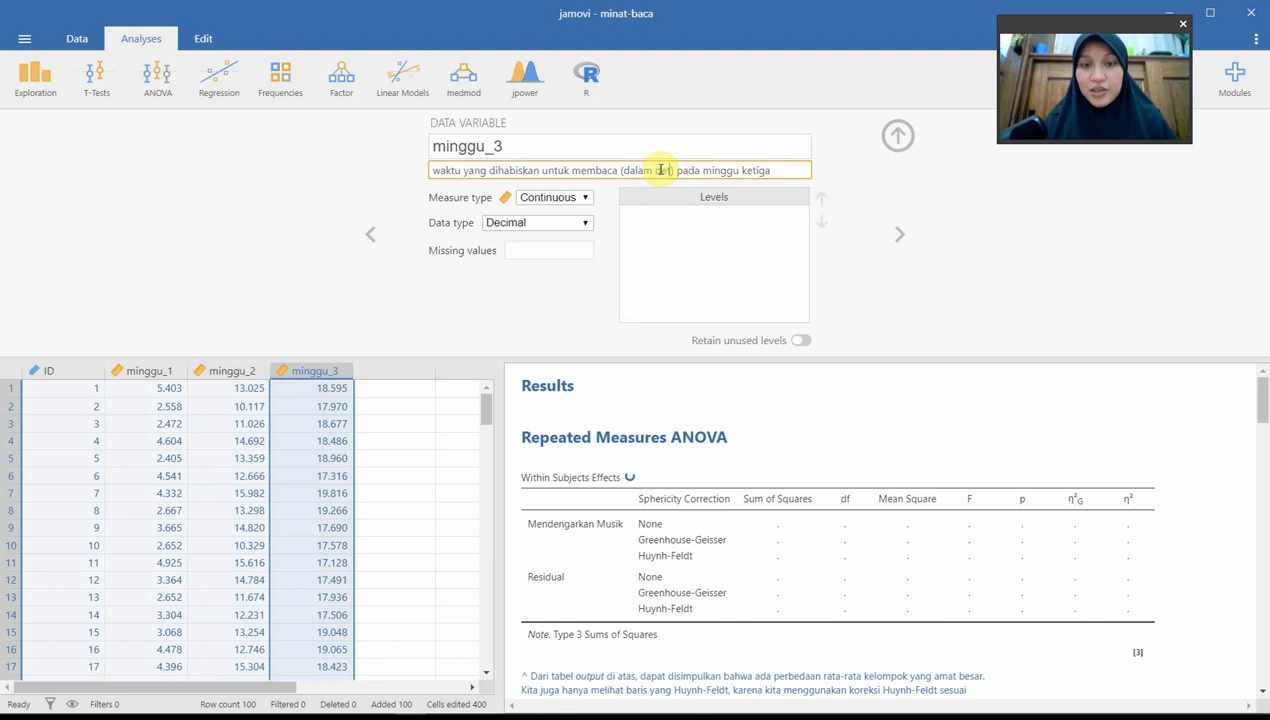 jamovi - minat-baca
Data Analyses Edit
Exploration T-Tests ANOVA Regression Frequencies Factor Linear Models medmod jpower R Modules
DATA VARIABLE
minggu_3
waktu yang dihabiskan untuk membaca (dalam det) pada minggu ketiga
Measure type Continuous Levels
Data type Decimal
Missing values
Retain unused levels
ID minggu_1 minggu_2 minggu_3
1 1 5.403 13.025 18.595
2 2 2.558 10.117 17.970
3 3 2.472 11.026 18.677
4 4 4.604 14.692 18.486
5 5 2.405 13.359 18.960
6 6 4.541 12.666 17.316
7 7 4.332 15.982 19.816
8 8 2.667 13.298 19.266
9 9 3.665 14.820 17.690
10 10 2.652 10.329 17.578
11 11 4.925 15.616 17.128
12 12 3.364 14.784 17.491
13 13 2.652 11.674 17.936
14 14 3.304 12.231 17.506
15 15 3.068 13.254 19.048
16 16 4.478 12.746 19.065
17 17 4.396 15.304 18.423
Ready Filters 0 Row count 100 Filtered 0 Deleted 0 Added 100 Cells edited 400
Results
Repeated Measures ANOVA
Within Subjects Effects
Sphericity Correction Sum of Squares df Mean Square F p η²G η²
Mendengarkan Musik None . . . . . . .
Greenhouse-Geisser . . . . . . .
Huynh-Feldt . . . . . . .
Residual None . . . . . . .
Greenhouse-Geisser . . . . . . .
Huynh-Feldt . . . . . . .
Note. Type 3 Sums of Squares
[3]
^ Dari tabel output di atas, dapat disimpulkan bahwa ada perbedaan rata-rata kelompok yang amat besar.
Kita juga hanya melihat baris yang Huynh-Feldt, karena kita menggunakan koreksi Huynh-Feldt sesuai